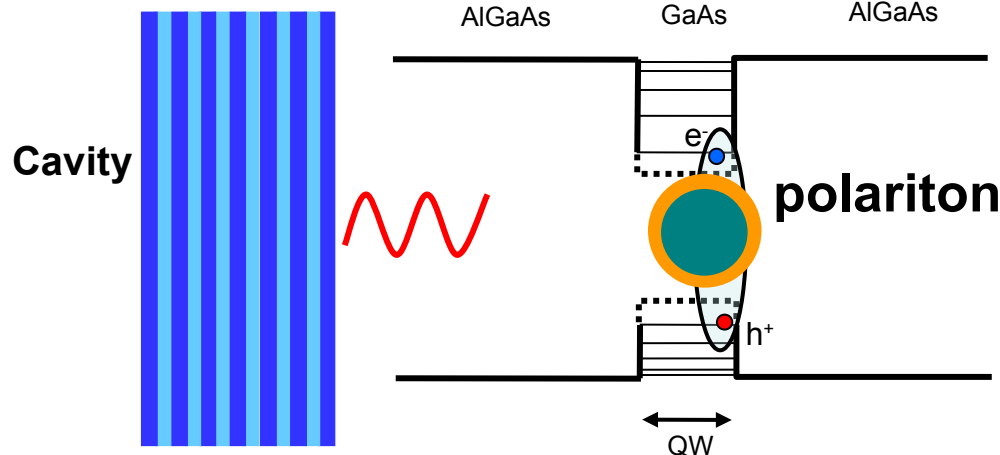 AlGaAs
GaAs
AlGaAs
e-
Cavity
polariton
h+
QW